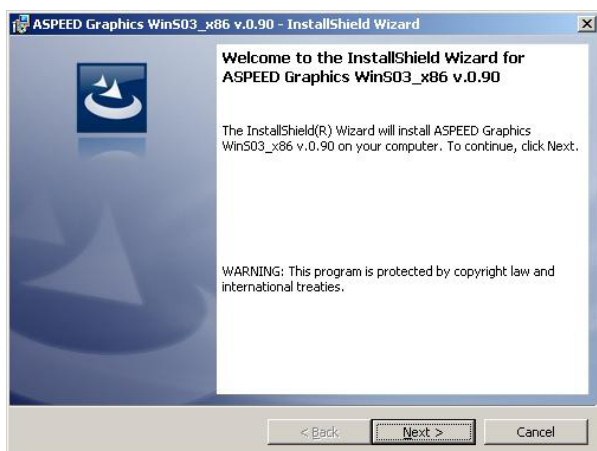 ASPEED Graphics WinS03_x86 v.0.90 - InstallShield Wizard
Welcome to the InstallShield Wizard for
ASPEED Graphics WinS03_x86 v.0.90
The InstallShield(R) Wizard will install ASPEED Graphics
WinS03_x86 v.0.90 on your computer. To continue, click Next.
WARNING: This program is protected by copyright law and
international treaties.
< Back
Next >
Cancel